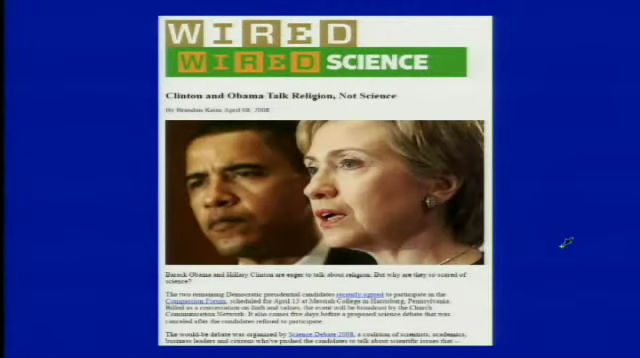 WIRED
WIRED SCIENCE
Clinton and Obama Talk Religion, Not Science
By Brandon Keim April 08, 2008
Barack Obama and Hillary Clinton are eager to talk about religion. But why are they so scared of
science?
The two remaining Democratic presidential candidates recently agreed to participate in the
Compassion Forum, scheduled for April 13 at Messiah College in Harrisburg, Pennsylvania.
Billed as a conversation on faith and values, the event will be broadcast by the Church
Communication Network. It also comes five days before a proposed science debate that was
canceled after the candidates refused to participate.
The would-be debate was organized by Science Debate 2008, a coalition of scientists, academics,
business leaders and citizens who've pushed the candidates to talk about scientific issues that –